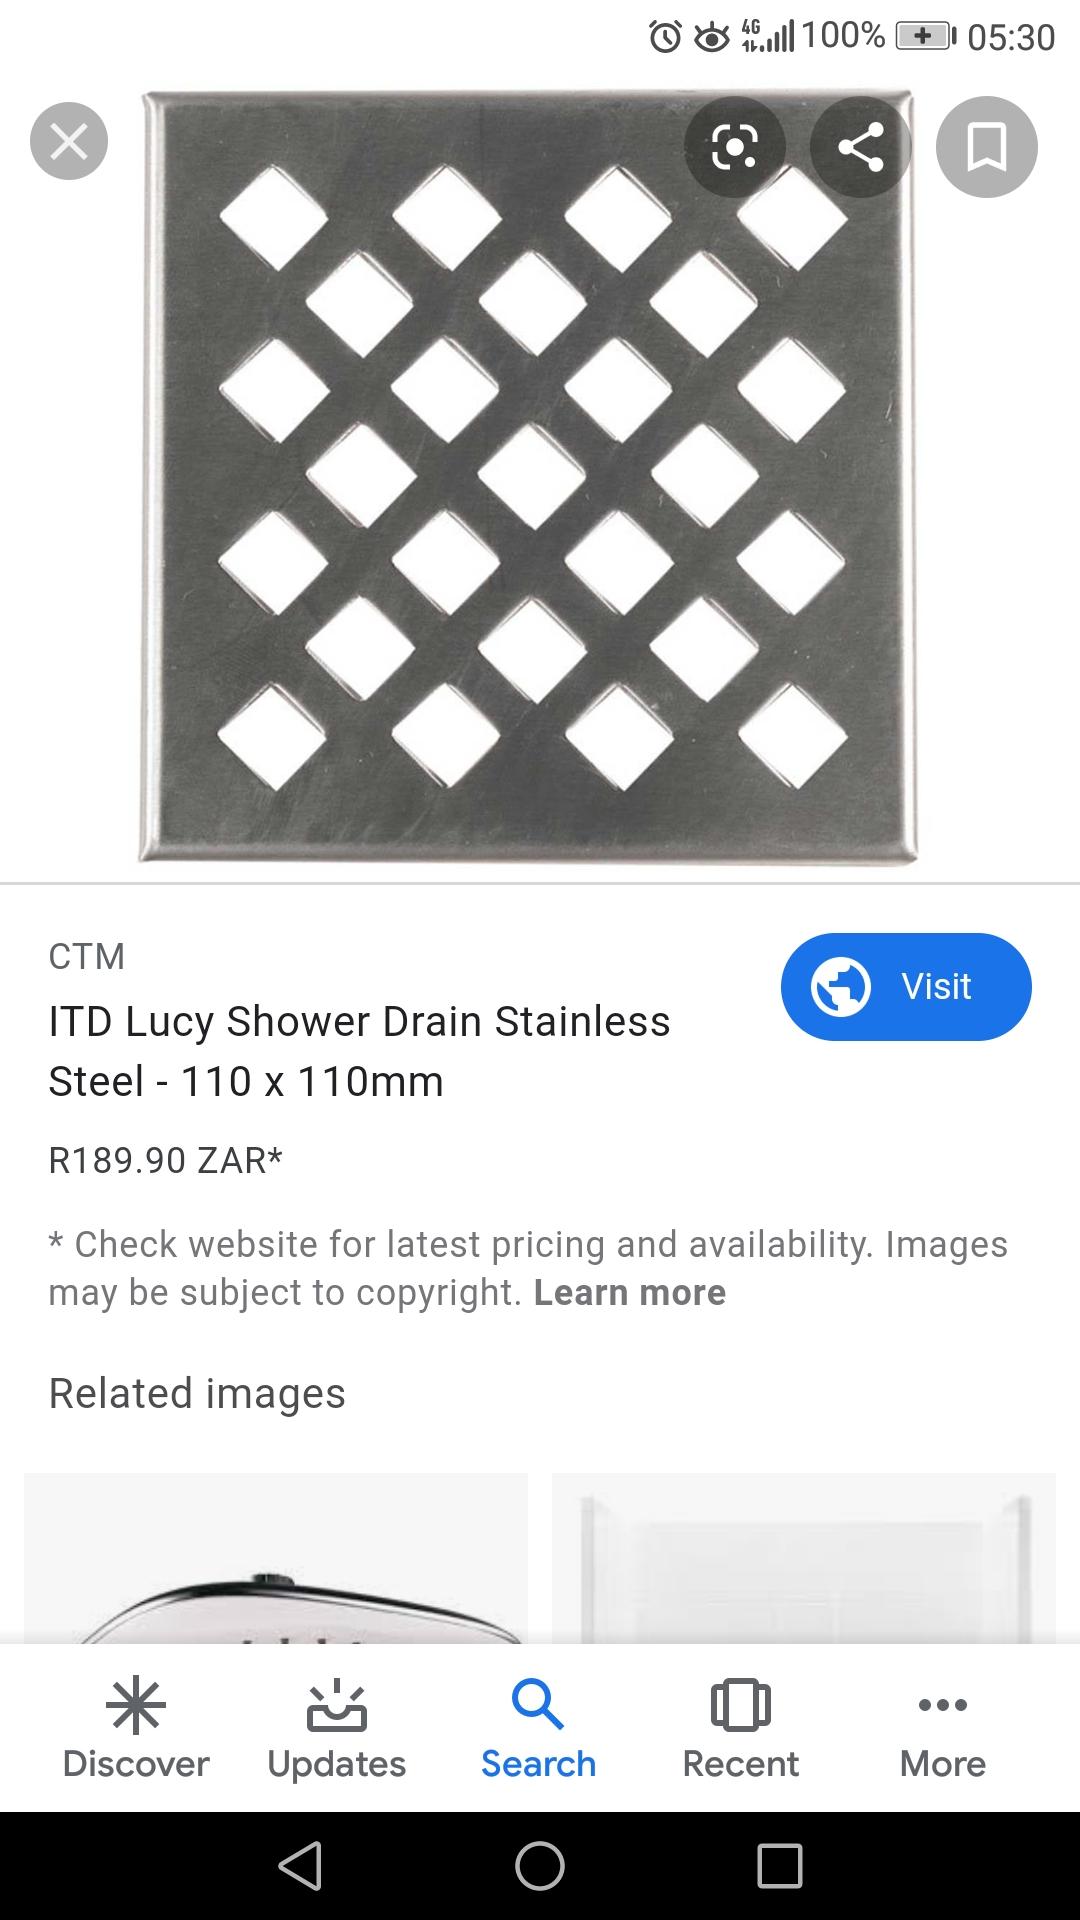 4G 100% 05:30
CTM
Visit
ITD Lucy Shower Drain Stainless
Steel - 110 x 110mm
R189.90 ZAR*
* Check website for latest pricing and availability. Images
may be subject to copyright. Learn more
Related images
Discover Updates Search Recent More